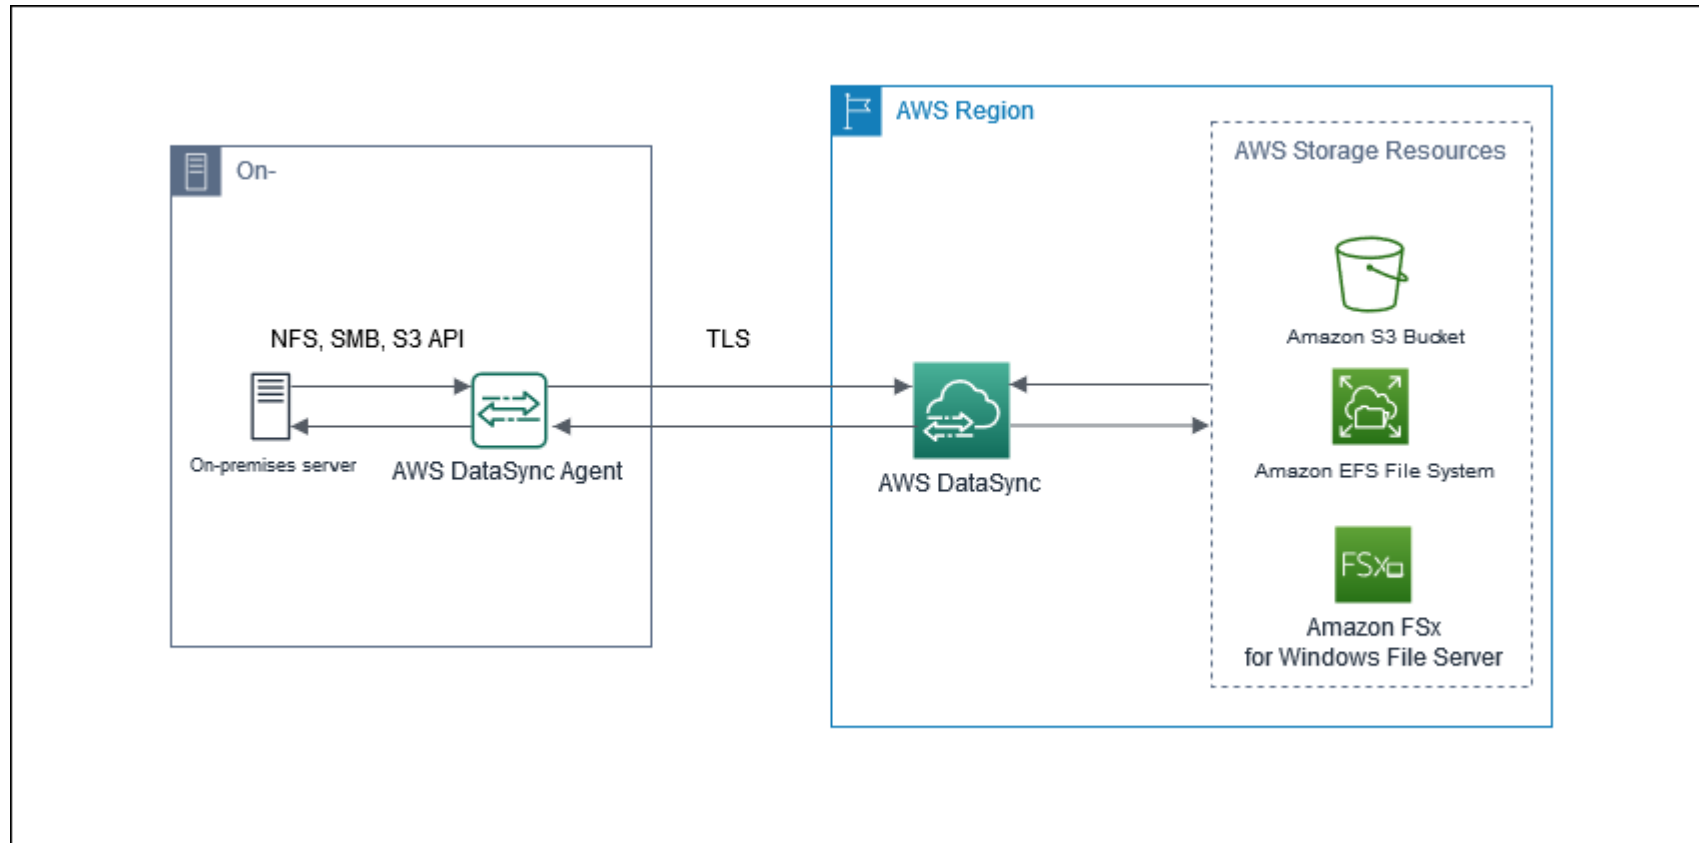 AWS Region
AWS Storage Resources
On-
Amazon S3 Bucket
NFS, SMB, S3 API
TLS
On-premises server
AWS DataSync Agent
AWS DataSync
Amazon EFS File System
FSx
Amazon FSx
for Windows File Server